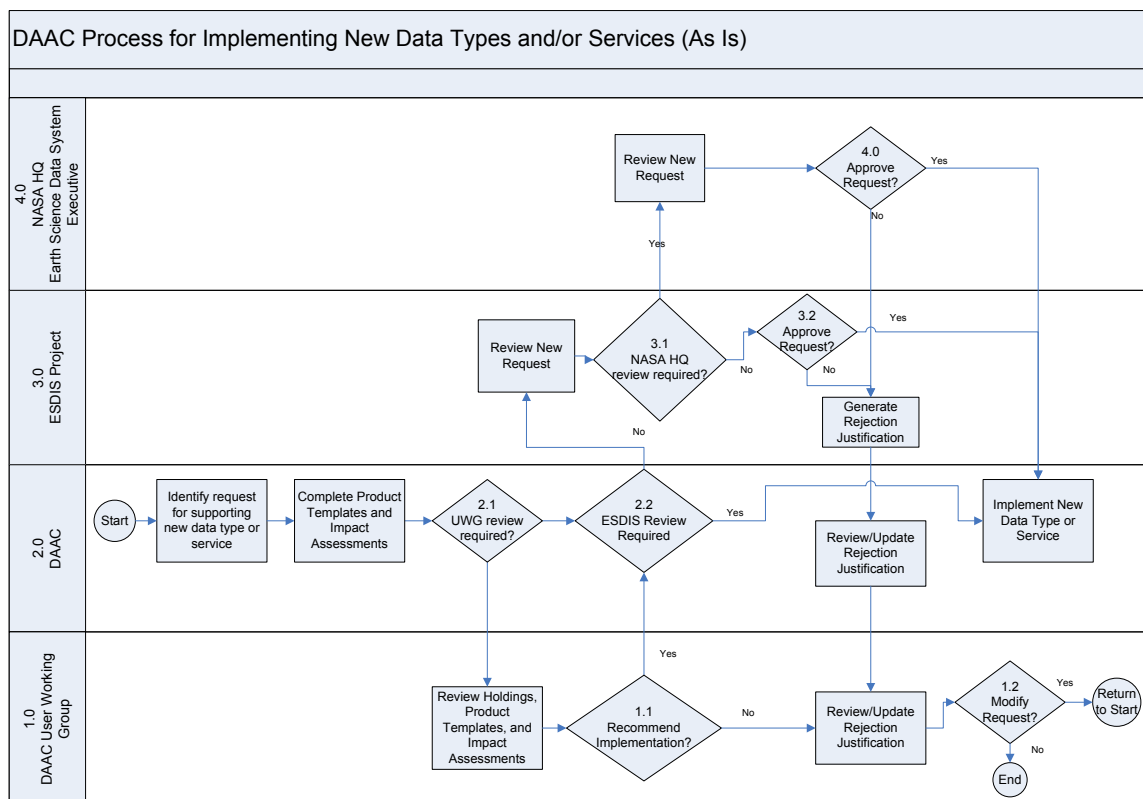 DAAC Process for Implementing New Data Types and/or Services (As Is)
4.0
NASA HQ
Earth Science Data System
Executive
Review New
Request
4.0
Approve
Request?
Yes
No
Yes
3.0
ESDIS Project
Review New
Request
3.1
NASA HQ
review required?
No
3.2
Approve
Request?
Yes
No
Generate
Rejection
Justification
No
2.0
DAAC
Start
Identify request
for supporting
new data type or
service
Complete Product
Templates and
Impact
Assessments
2.1
UWG review
required?
2.2
ESDIS Review
Required
Yes
Review/Update
Rejection
Justification
Implement New
Data Type or
Service
1.0
DAAC User Working
Group
Yes
Review Holdings,
Product
Templates, and
Impact
Assessments
1.1
Recommend
Implementation?
No
Review/Update
Rejection
Justification
1.2
Modify
Request?
Yes
Return
to Start
No
End